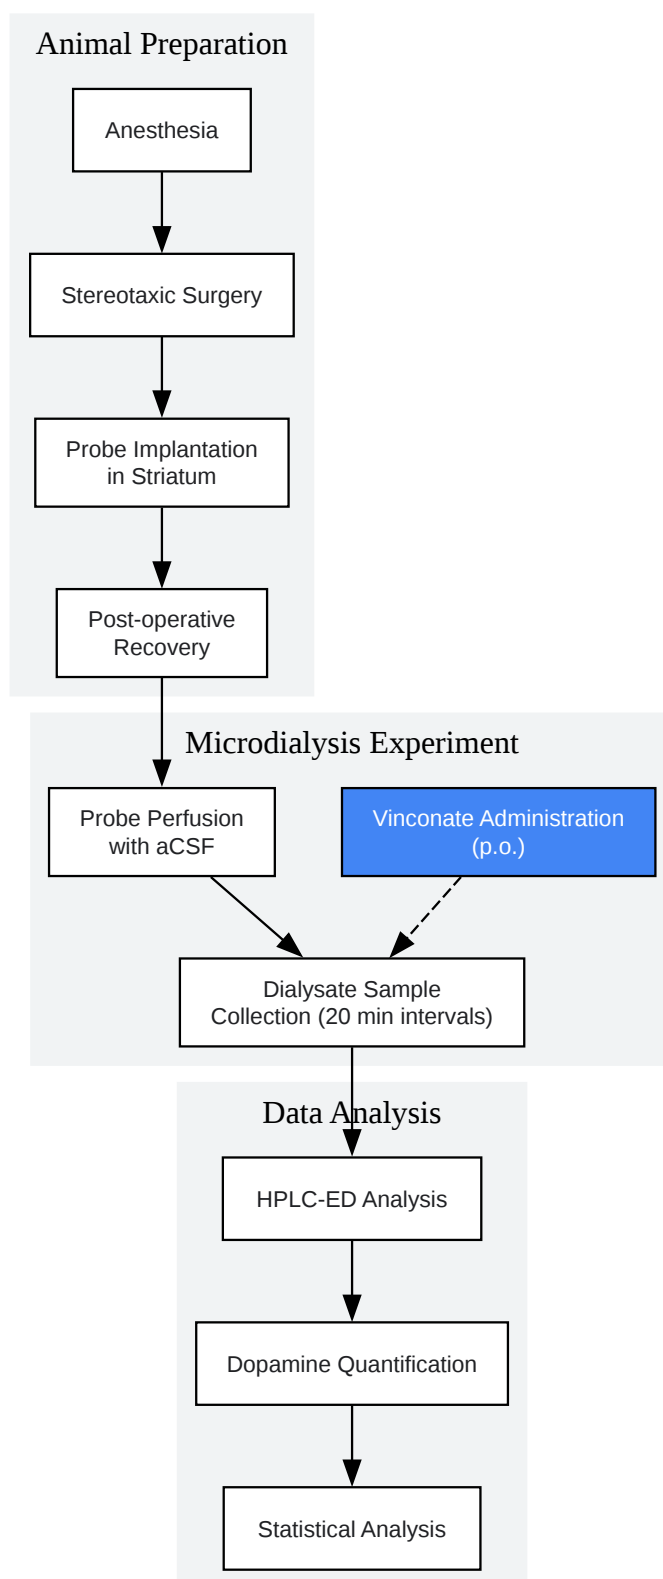 Animal Preparation
Anesthesia
Stereotaxic Surgery
Probe Implantation
in Striatum
Post-operative
Recovery
Microdialysis Experiment
Probe Perfusion
with aCSF
Vinconate Administration
(p.o.)
Dialysate Sample
Collection (20 min intervals)
Data Analysis
HPLC-ED Analysis
Dopamine Quantification
Statistical Analysis